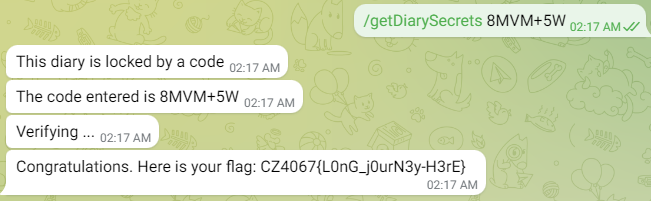 /getDiarySecrets 8MVM+5W 02:17 AM
This diary is locked by a code 02:17 AM
The code entered is 8MVM+5W 02:17 AM
Verifying ... 02:17 AM
Congratulations. Here is your flag: CZ4067{L0nG_j0urN3y-H3rE}
02:17 AM